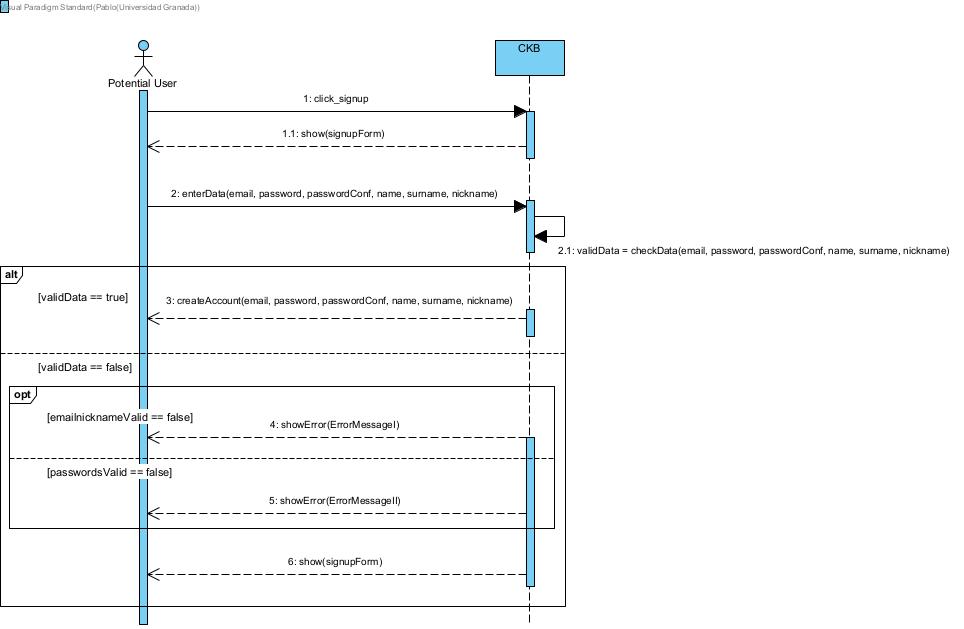 Visual Paradigm Standard(Pablo(Universidad Granada))
CKB
Potential User
1: click_signup
1.1: show(signupForm)
2: enterData(email, password, passwordConf, name, surname, nickname)
2.1: validData = checkData(email, password, passwordConf, name, surname, nickname)
alt
[validData == true]
3: createAccount(email, password, passwordConf, name, surname, nickname)
[validData == false]
opt
[emailnicknameValid == false]
4: showError(ErrorMessageI)
[passwordsValid == false]
5: showError(ErrorMessageII)
6: show(signupForm)